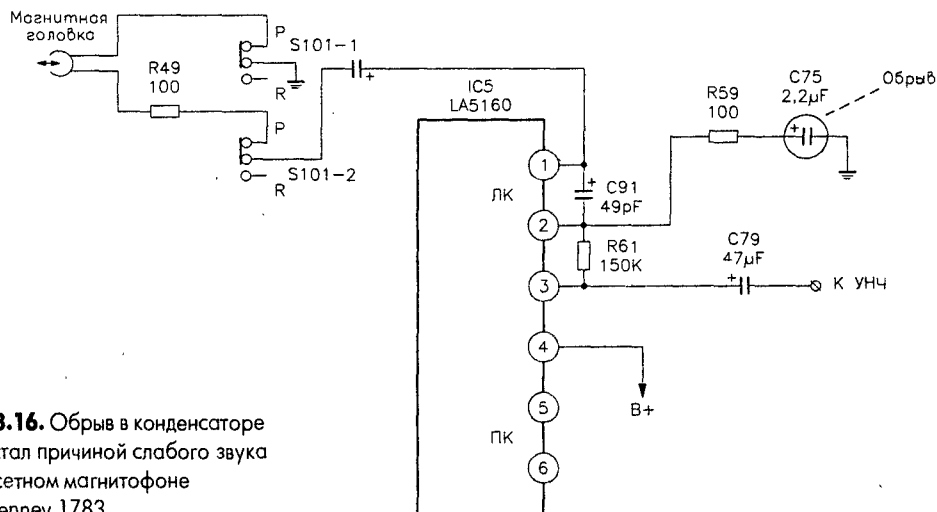 Магнитная
головка
P
S101-1
R
R49
100
P
S101-2
R
+
IC5
LA5160
R59
100
C75
2,2µF
Обрыв
+
1
ЛК
+
C91
49pF
2
R61
150K
C79
47µF
+
3
К УНЧ
4
B+
5
ПК
6
3.16. Обрыв в конденсаторе
стал причиной слабого звука
сетном магнитофоне
enney 1783